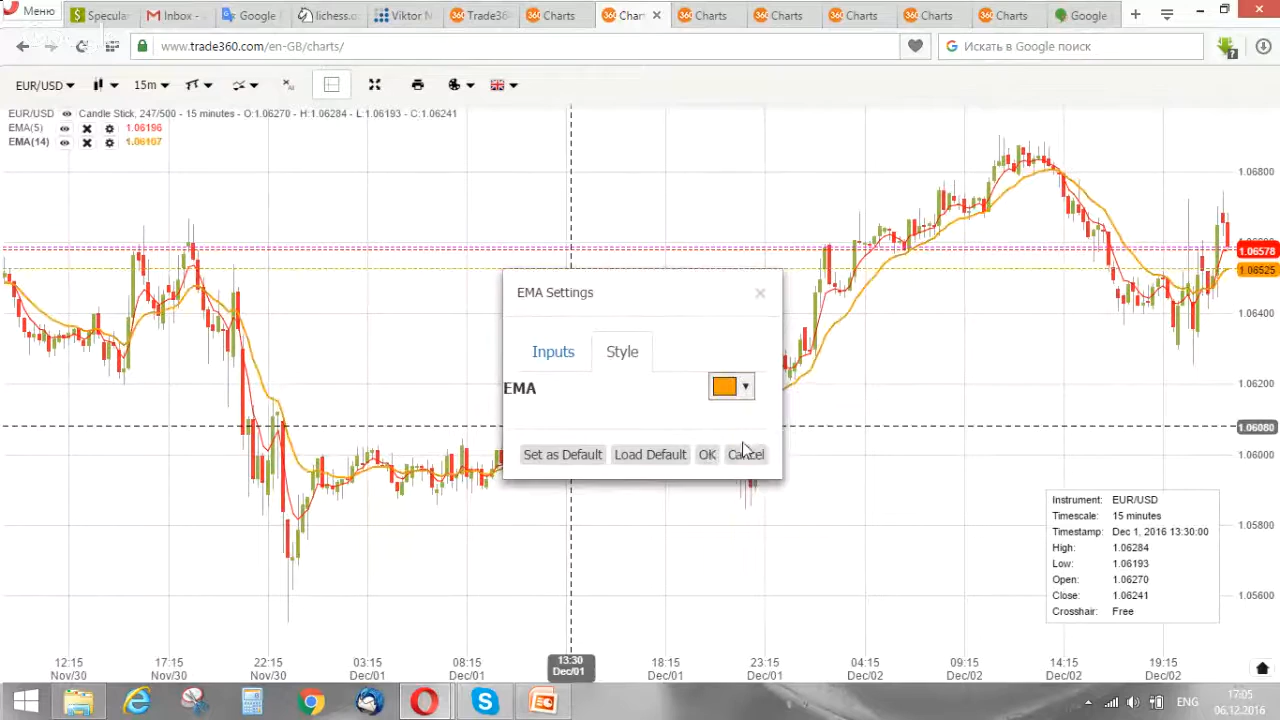 Меню
Specular
Inbox -
Google
lichess.o
Viktor N
Trade36
Charts
Chart
Charts
Charts
Charts
Charts
Charts
Google
www.trade360.com/en-GB/charts/
Искать в Google поиск
7
EUR/USD
15m
EUR/USD Candle Stick, 247/500 - 15 minutes - O:1.06270 - H:1.06284 - L:1.06193 - C:1.06241
EMA(5) 1.06196
EMA(14) 1.06107
1.06800
1.06578
1.06525
1.06400
1.06200
1.06080
1.06000
1.05800
1.05600
EMA Settings
Inputs Style
EMA
Set as Default Load Default OK Cancel
Instrument: EUR/USD
Timescale: 15 minutes
Timestamp: Dec 1, 2016 13:30:00
High: 1.06284
Low: 1.06193
Open: 1.06270
Close: 1.06241
Crosshair: Free
12:15 17:15 22:15 03:15 08:15 13:30 18:15 23:15 04:15 09:15 14:15 19:15
Nov/30 Nov/30 Nov/30 Dec/01 Dec/01 Dec/01 Dec/01 Dec/01 Dec/02 Dec/02 Dec/02 Dec/02
ENG
17:05
06.12.2016